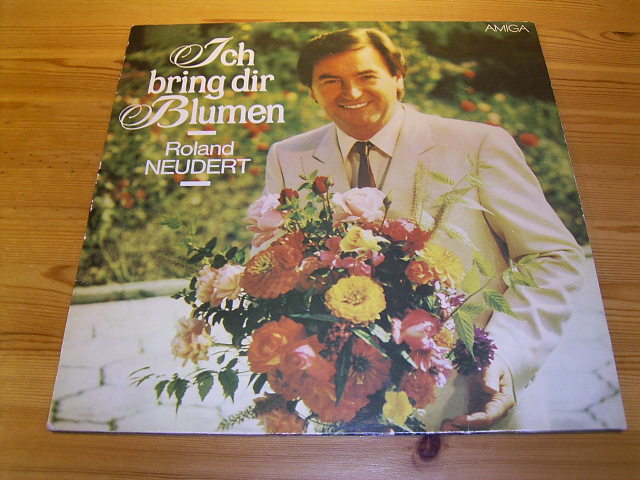 AMIGA
Ich
bring dir
Blumen
Roland
NEUDERT